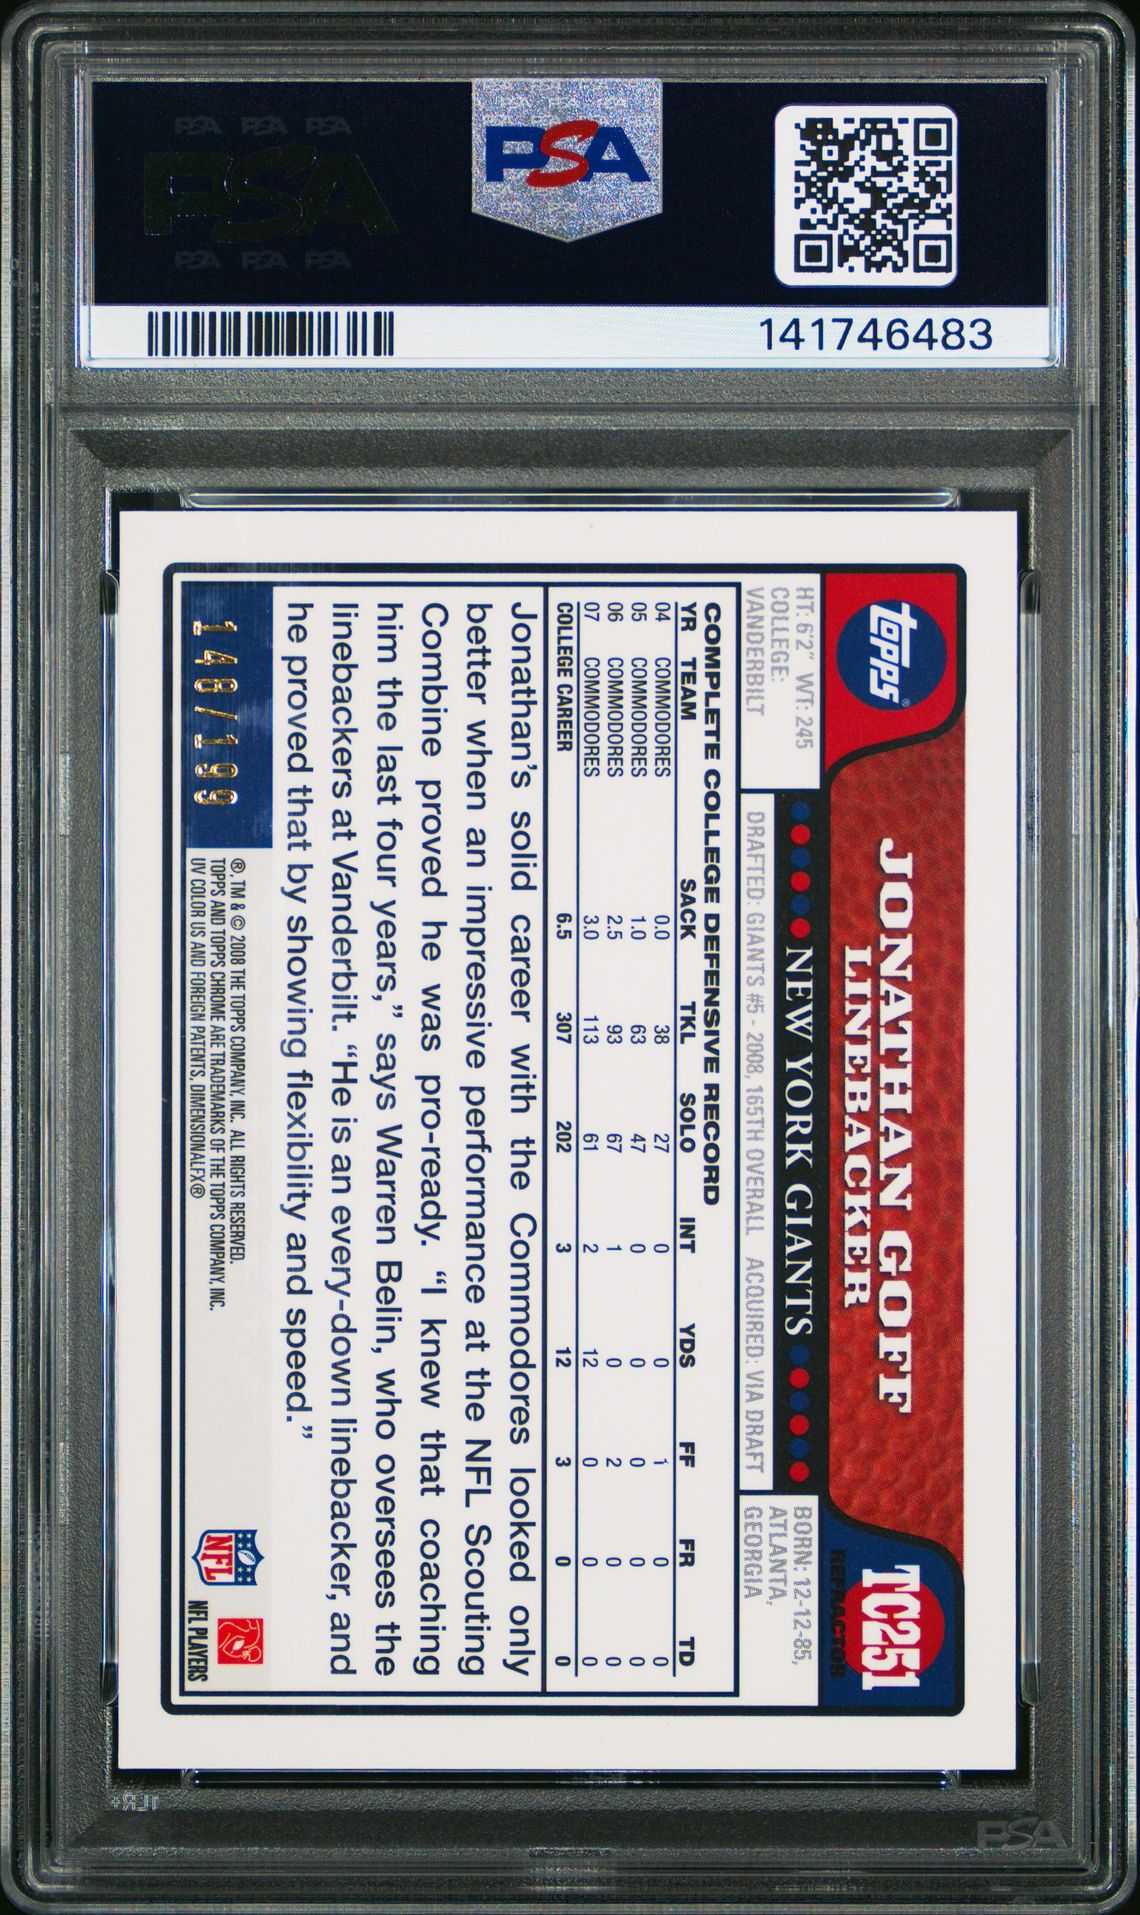 PSA PSA PSA
PSA
PSA PSA PSA
PSA
141746483
topps®
JONATHAN GOFF
LINEBACKER
TC251
REFRACTOR
NEW YORK GIANTS
HT: 6'2" WT: 245
COLLEGE:
VANDERBILT
DRAFTED: GIANTS #5 - 2008, 165TH OVERALL ACQUIRED: VIA DRAFT
BORN: 12-12-85,
ATLANTA,
GEORGIA
COMPLETE COLLEGE DEFENSIVE RECORD
YR TEAM SACK TKL SOLO INT YDS FF FR TD
04 COMMODORES 0.0 38 27 0 0 1 0 0
05 COMMODORES 1.0 63 47 0 0 0 0 0
06 COMMODORES 2.5 93 67 1 0 2 0 0
07 COMMODORES 3.0 113 61 2 12 0 0 0
COLLEGE CAREER 6.5 307 202 3 12 3 0 0
Jonathan's solid career with the Commodores looked only
better when an impressive performance at the NFL Scouting
Combine proved he was pro-ready. "I knew that coaching
him the last four years," says Warren Belin, who oversees the
linebackers at Vanderbilt. "He is an every-down linebacker, and
he proved that by showing flexibility and speed."
148/199
®, TM & © 2008 THE TOPPS COMPANY, INC. ALL RIGHTS RESERVED.
TOPPS AND TOPPS CHROME ARE TRADEMARKS OF THE TOPPS COMPANY, INC.
UV COLOR US AND FOREIGN PATENTS, DIMENSIONALFX®
NFL
NFL PLAYERS
PSA